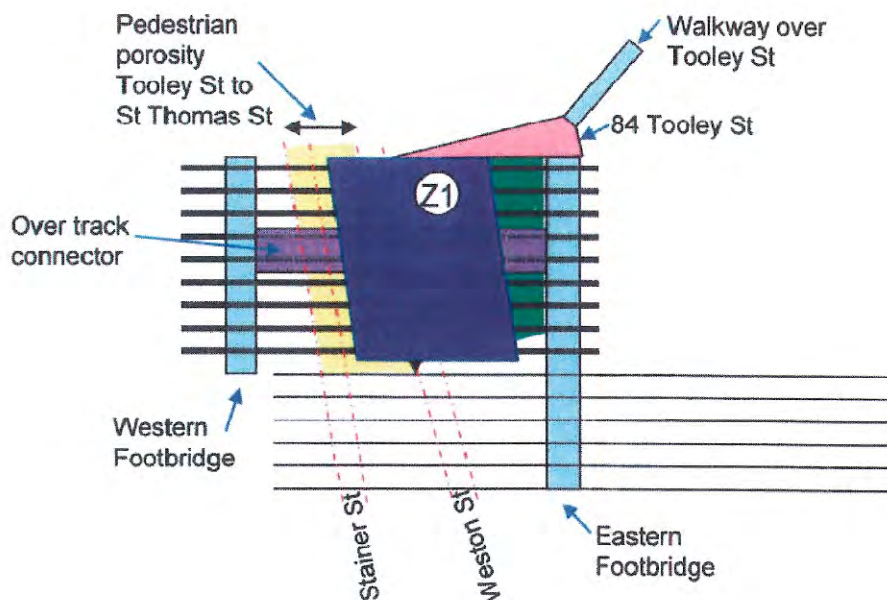 Pedestrian
porosity
Tooley St to
St Thomas St
Walkway over
Tooley St
84 Tooley St
Z1
Over track
connector
Western
Footbridge
Stainer St
Weston St
Eastern
Footbridge